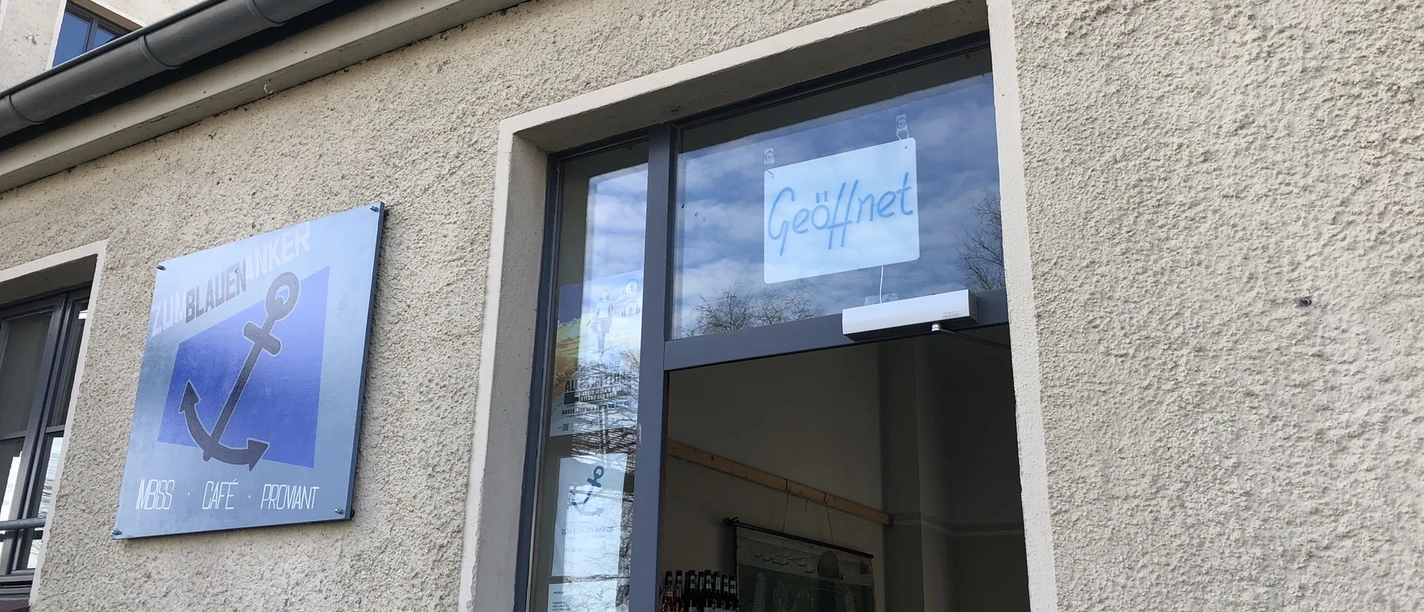 ZUM BLAUEN ANKER
IMBISS · CAFÉ · PROVIANT
Geöffnet